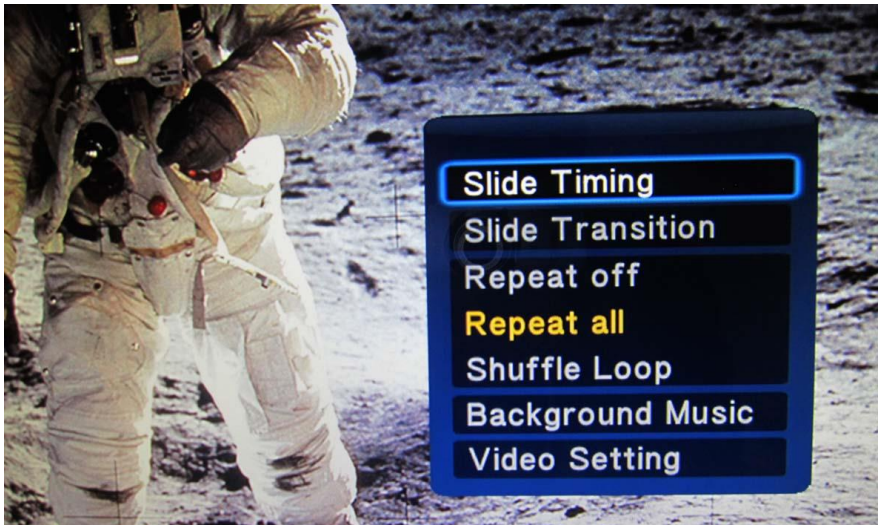 Slide Timing
Slide Transition
Repeat off
Repeat all
Shuffle Loop
Background Music
Video Setting